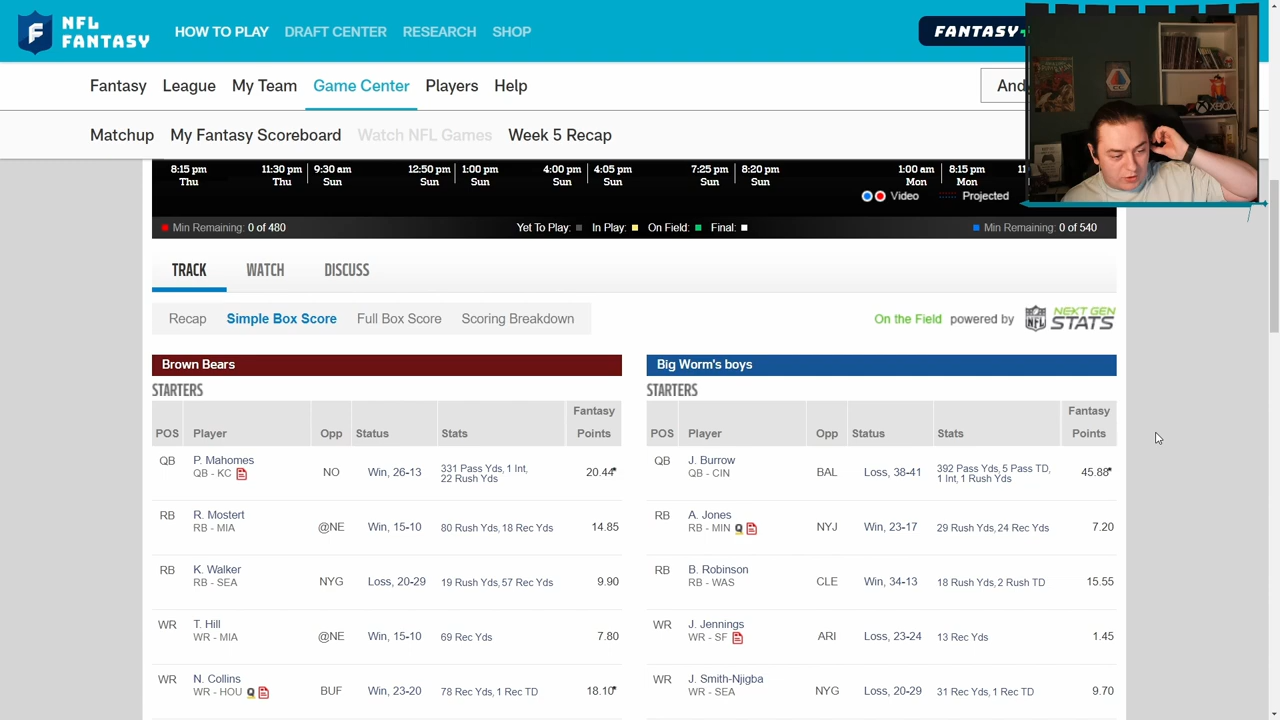 NFL FANTASY
HOW TO PLAY DRAFT CENTER RESEARCH SHOP
FANTASY+
Fantasy League My Team Game Center Players Help
Matchup My Fantasy Scoreboard Watch NFL Games Week 5 Recap
8:15 pm 11:30 pm 9:30 am 12:50 pm 1:00 pm 4:00 pm 4:05 pm 7:25 pm 8:20 pm 1:00 am 8:15 pm
Thu Thu Sun Sun Sun Sun Sun Sun Sun Mon Mon
Video Projected
XBOX
Min Remaining: 0 of 480 Yet To Play: In Play: On Field: Final: Min Remaining: 0 of 540
TRACK WATCH DISCUSS
Recap Simple Box Score Full Box Score Scoring Breakdown
On the Field powered by NFL NEXT GEN STATS
Brown Bears
STARTERS
POS Player Opp Status Stats Fantasy Points
QB P. Mahomes QB - KC NO Win, 26-13 331 Pass Yds, 1 Int, 22 Rush Yds 20.44*
RB R. Mostert RB - MIA @NE Win, 15-10 80 Rush Yds, 18 Rec Yds 14.85
RB K. Walker RB - SEA NYG Loss, 20-29 19 Rush Yds, 57 Rec Yds 9.90
WR T. Hill WR - MIA @NE Win, 15-10 69 Rec Yds 7.80
WR N. Collins WR - HOU Q BUF Win, 23-20 78 Rec Yds, 1 Rec TD 18.10*
Big Worm's boys
STARTERS
POS Player Opp Status Stats Fantasy Points
QB J. Burrow QB - CIN BAL Loss, 38-41 392 Pass Yds, 5 Pass TD, 1 Int, 1 Rush Yds 45.88*
RB A. Jones RB - MIN Q NYJ Win, 23-17 29 Rush Yds, 24 Rec Yds 7.20
RB B. Robinson RB - WAS CLE Win, 34-13 18 Rush Yds, 2 Rush TD 15.55
WR J. Jennings WR - SF ARI Loss, 23-24 13 Rec Yds 1.45
WR J. Smith-Njigba WR - SEA NYG Loss, 20-29 31 Rec Yds, 1 Rec TD 9.70